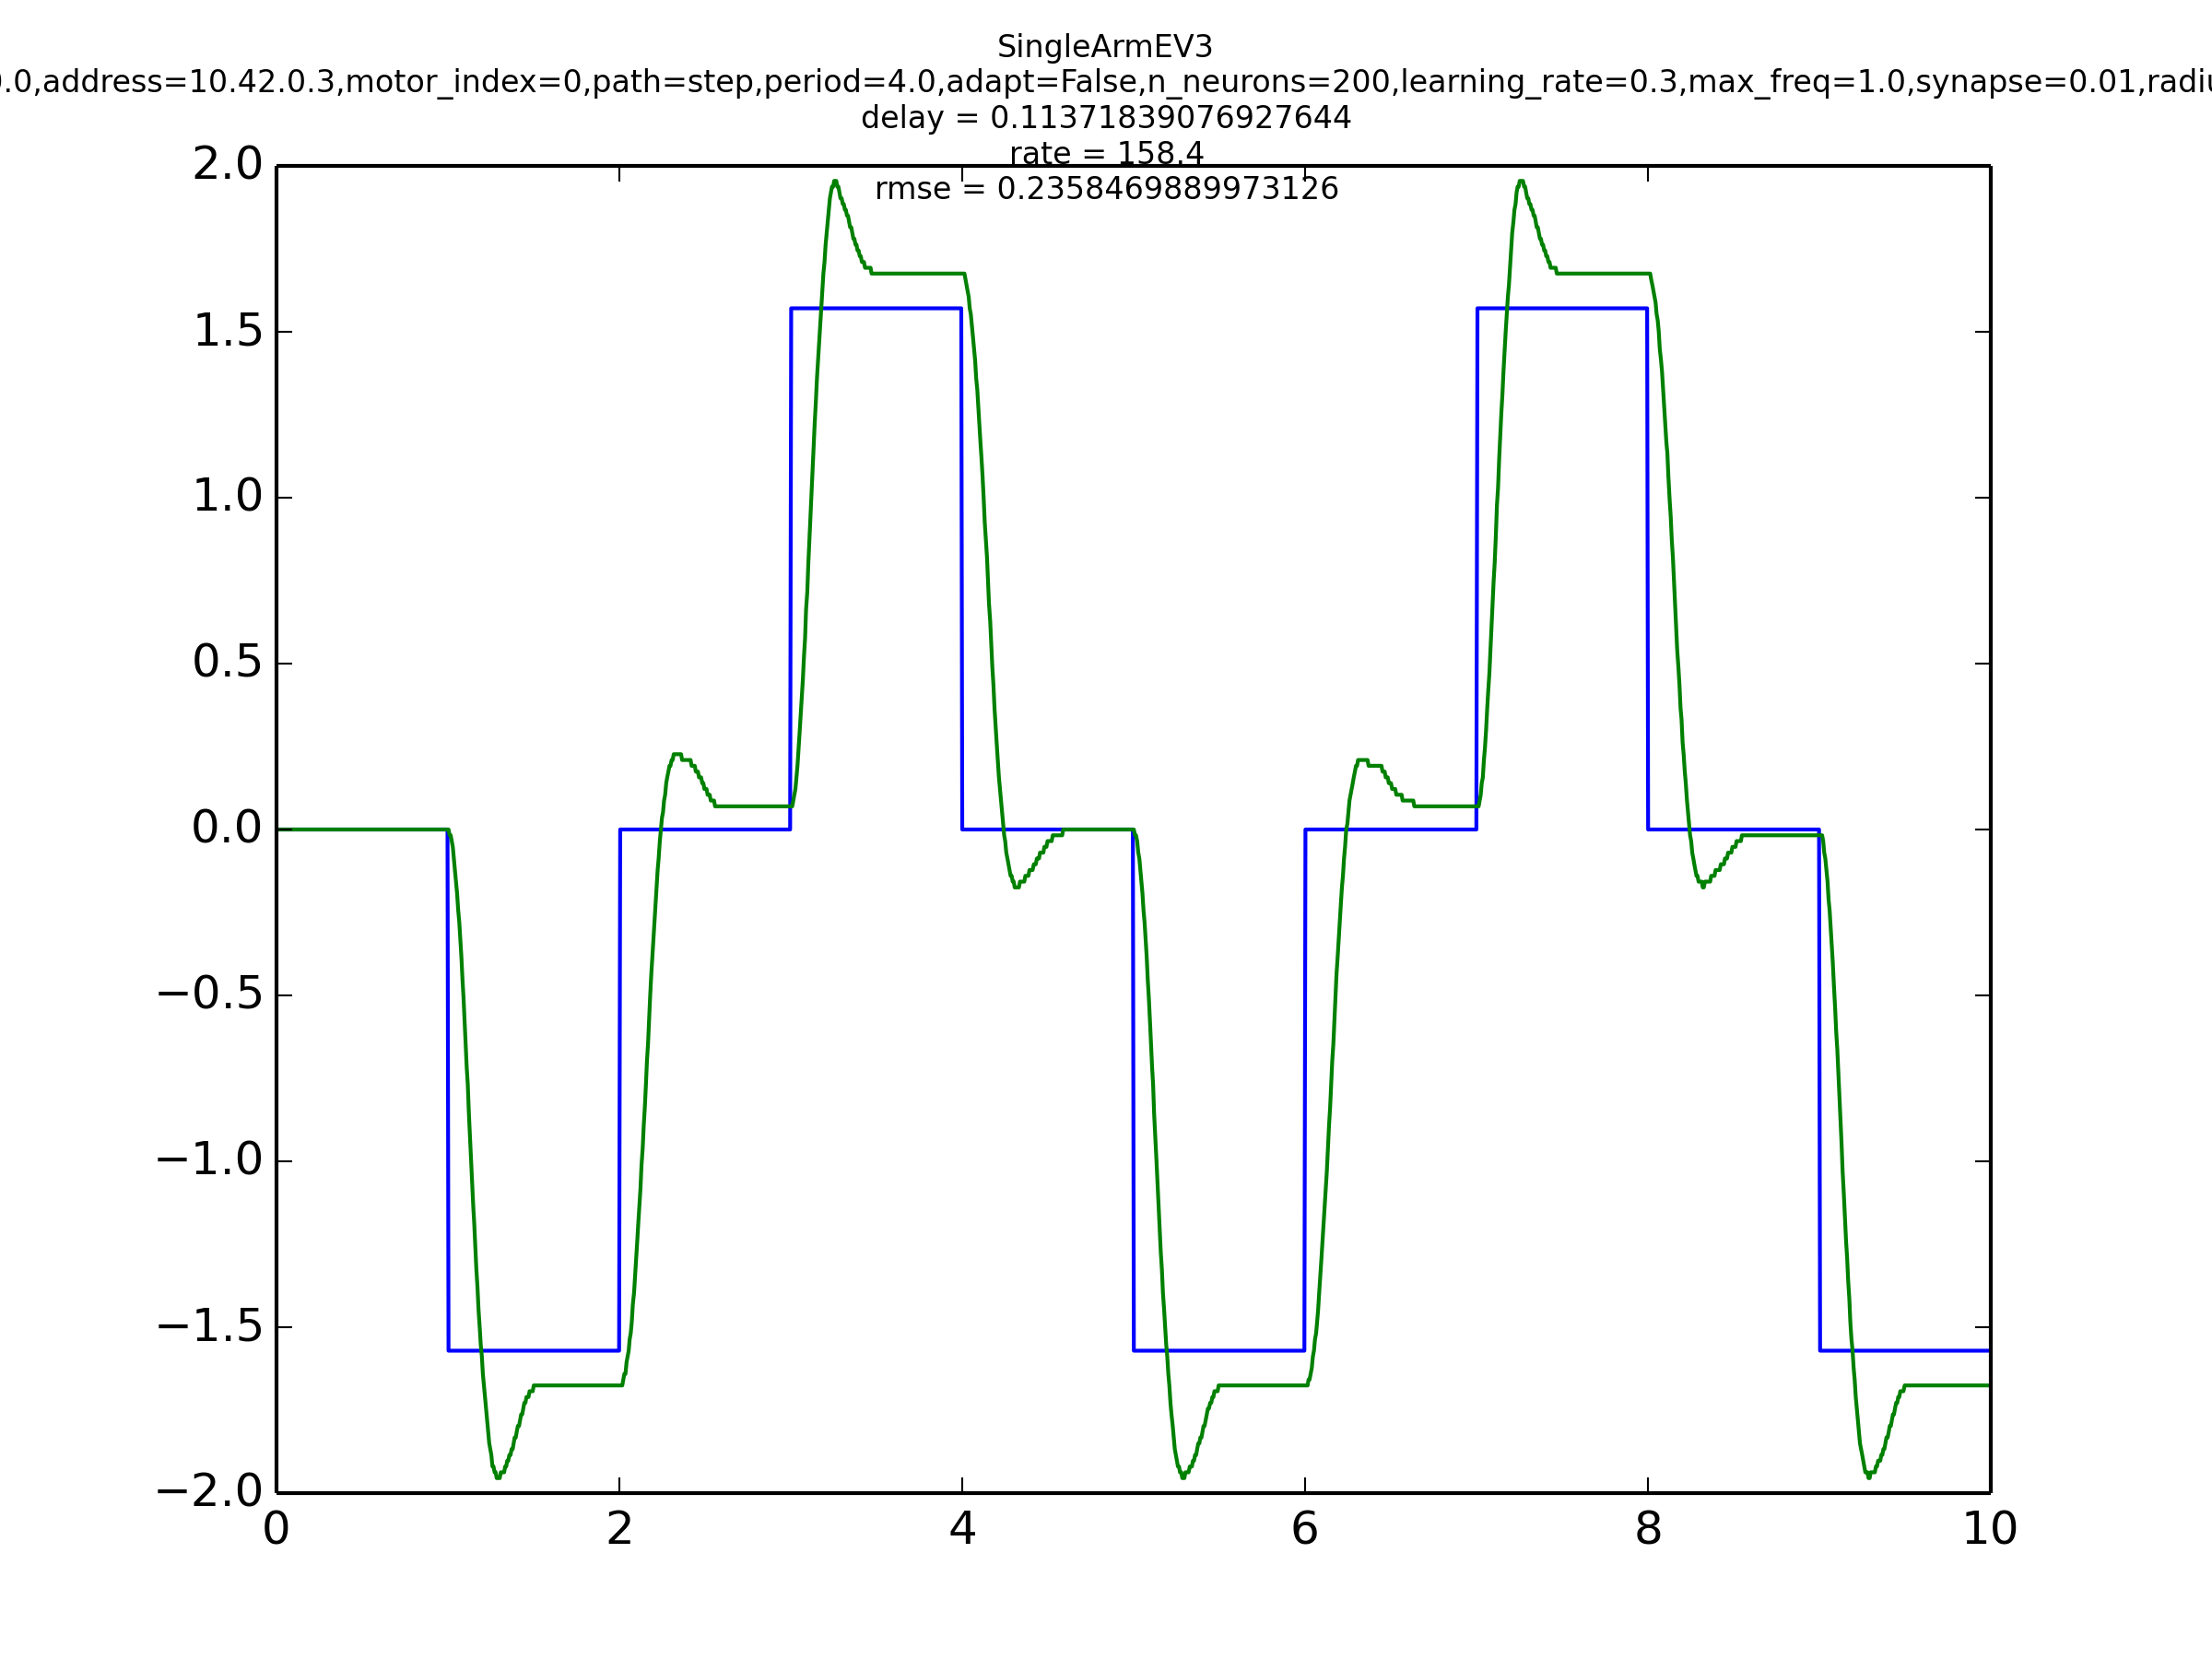 SingleArmEV3
0.0,address=10.42.0.3,motor_index=0,path=step,period=4.0,adapt=False,n_neurons=200,learning_rate=0.3,max_freq=1.0,synapse=0.01,radiu
delay = 0.11371839076927644
rate = 158.4
rmse = 0.2358469889973126
2.0
1.5
1.0
0.5
0.0
−0.5
−1.0
−1.5
−2.0
0 2 4 6 8 10